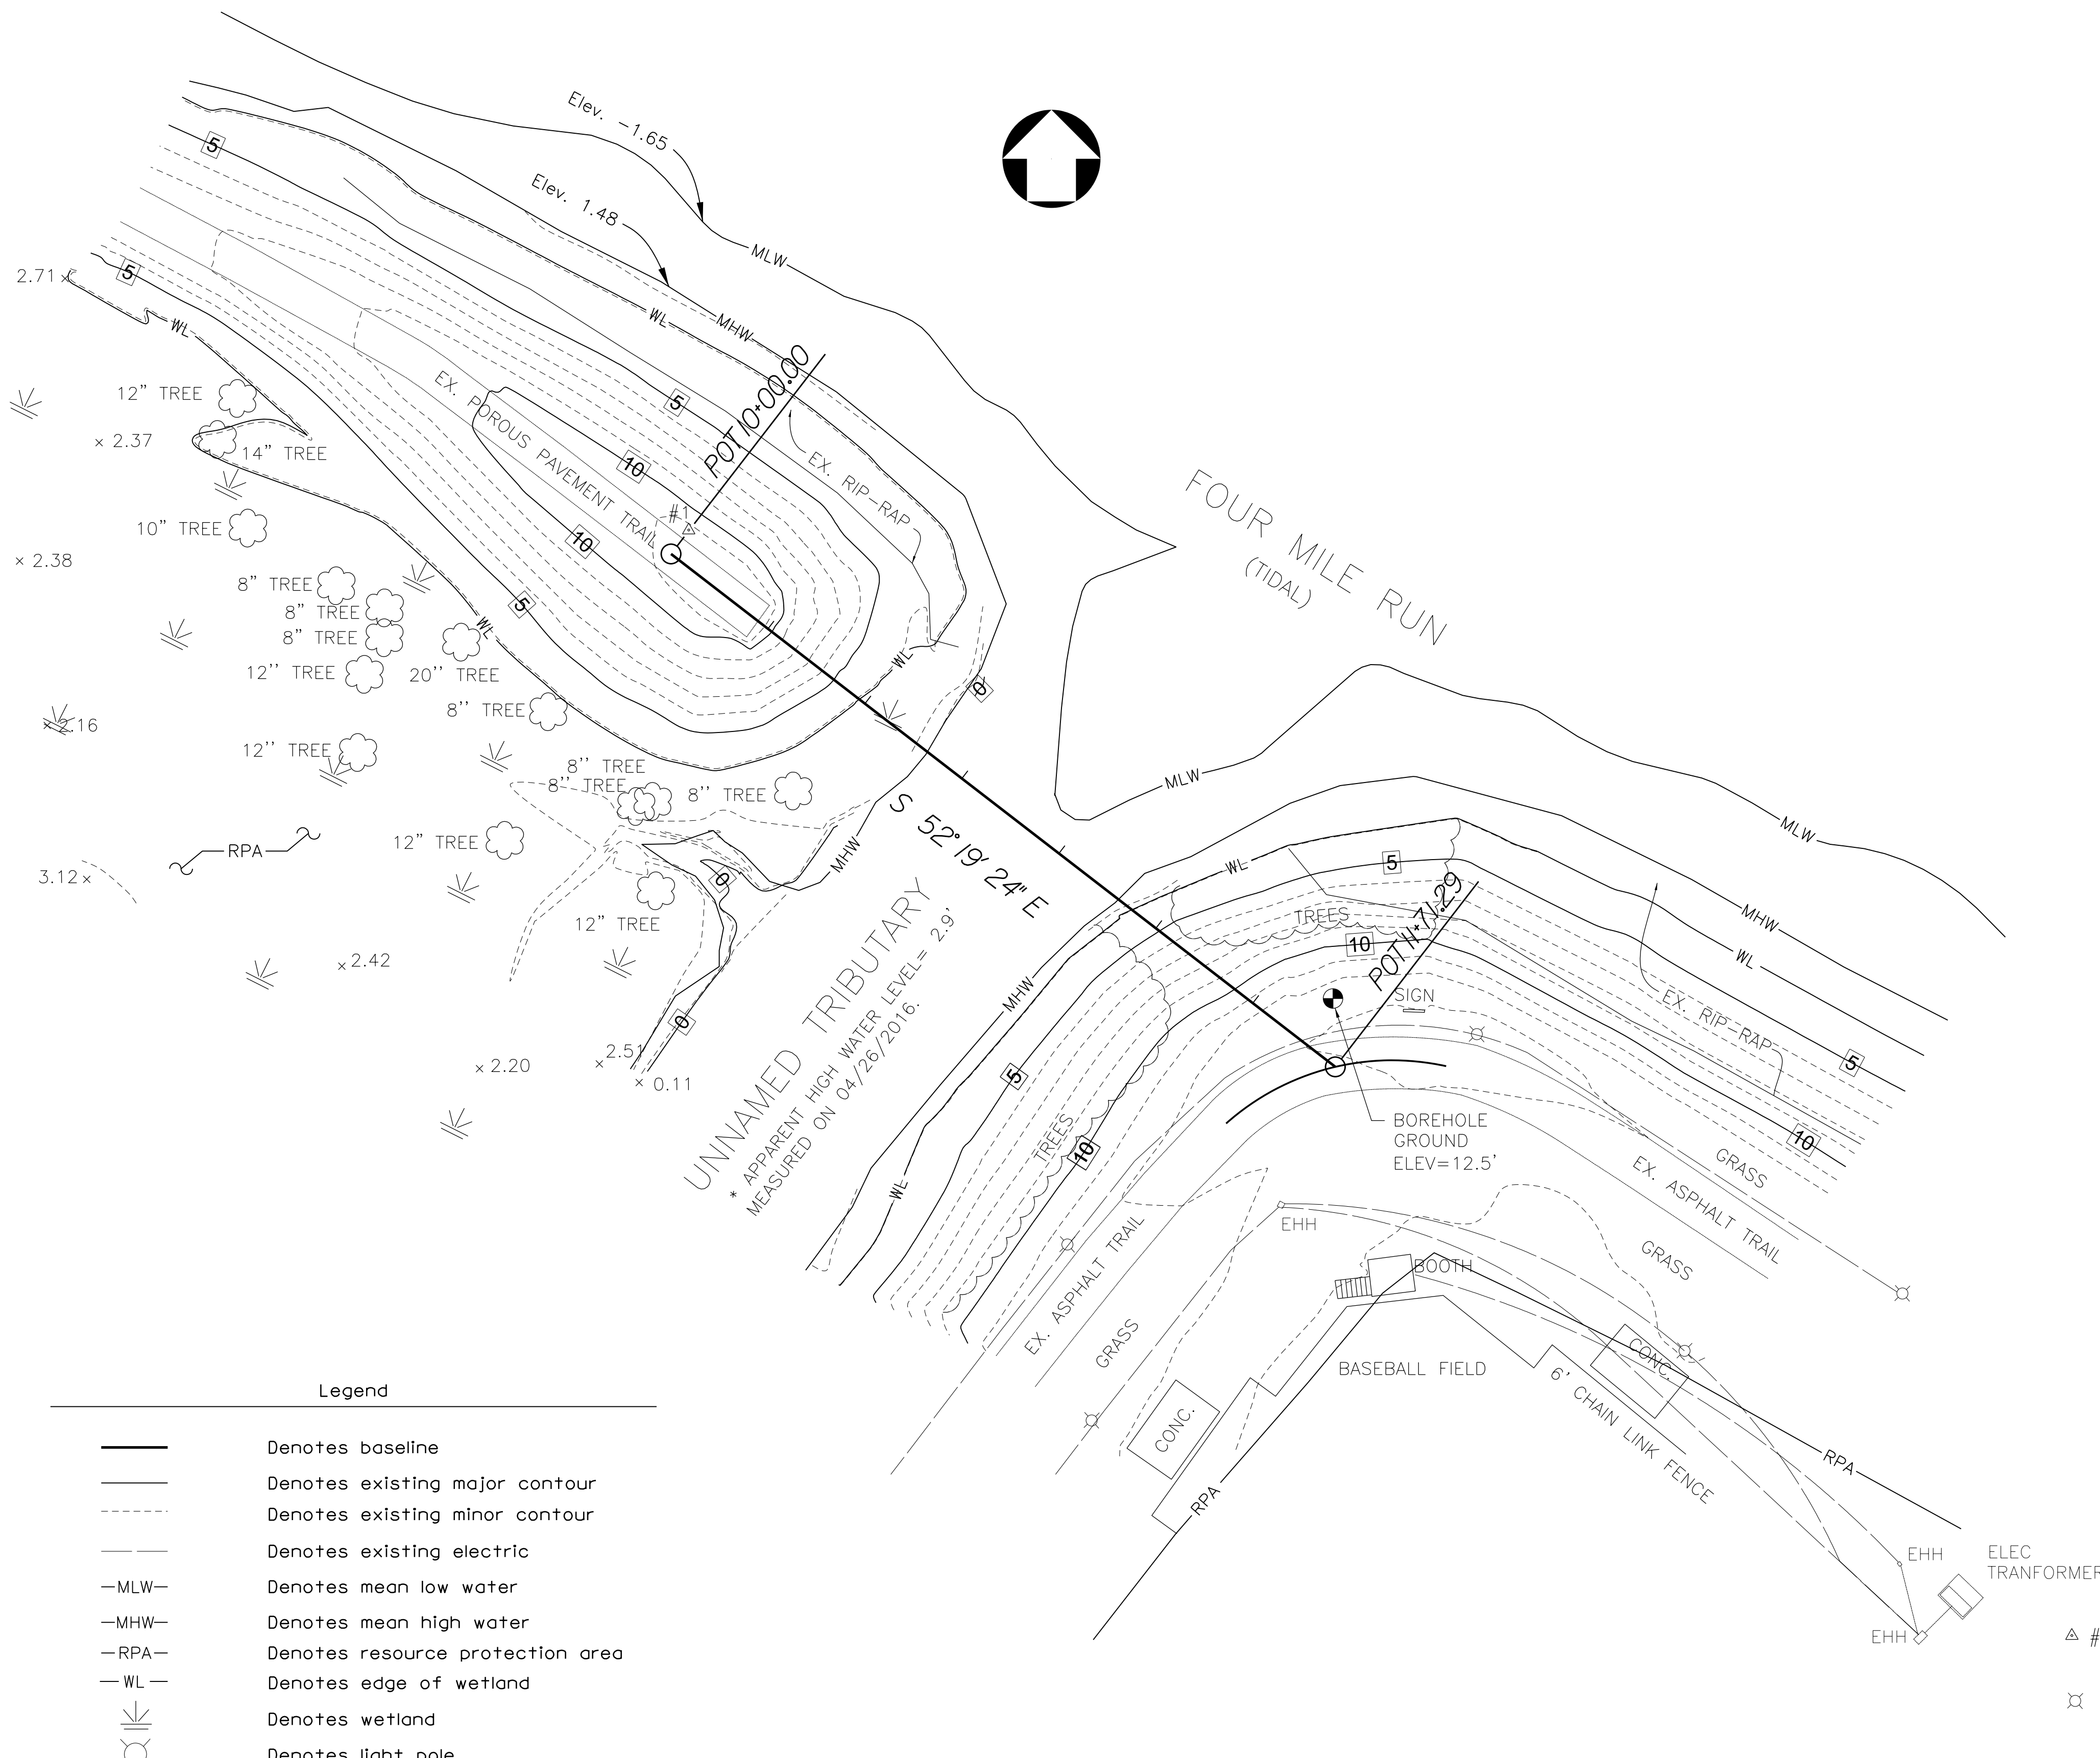 Elev. -1.65
Elev. 1.48
MLW
5
5
2.71
WL
WL
MHW
POT 10+00.00
12" TREE
× 2.37
14" TREE
5
EX. POROUS PAVEMENT TRAIL
10
EX. RIP-RAP
#1
10
FOUR MILE RUN
(TIDAL)
10" TREE
× 2.38
8" TREE
8" TREE
8" TREE
5
WL
12'' TREE
20'' TREE
WL
0
8'' TREE
2.16
12'' TREE
8'' TREE
8'' TREE
8'' TREE
MLW
MLW
S 52°19'24" E
12" TREE
RPA
MHW
3.12
0
WL
5
POT 11+71.29
TREES
MHW
12" TREE
10
WL
2.42
UNNAMED TRIBUTARY
* APPARENT HIGH WATER LEVEL= 2.9'
MEASURED ON 04/26/2016.
MHW
SIGN
EX. RIP-RAP
0
2.51
2.20
0.11
5
5
BOREHOLE
GROUND
ELEV=12.5'
TREES
10
10
GRASS
EX. ASPHALT TRAIL
WL
EHH
EX. ASPHALT TRAIL
GRASS
BOOTH
GRASS
CONC.
BASEBALL FIELD
6' CHAIN LINK FENCE
CONC.
RPA
RPA
EHH
ELEC
TRANFORMER
EHH
#
Legend
Denotes baseline
Denotes existing major contour
Denotes existing minor contour
Denotes existing electric
MLW Denotes mean low water
MHW Denotes mean high water
RPA Denotes resource protection area
WL Denotes edge of wetland
Denotes wetland
Denotes light pole